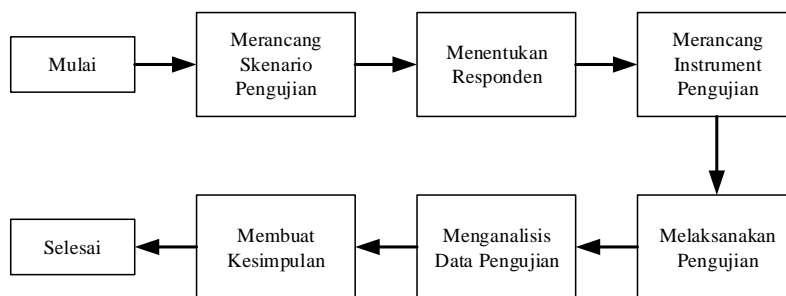 Mulai
Merancang
Skenario
Pengujian
Menentukan
Responden
Merancang
Instrument
Pengujian
Melaksanakan
Pengujian
Menganalisis
Data Pengujian
Membuat
Kesimpulan
Selesai